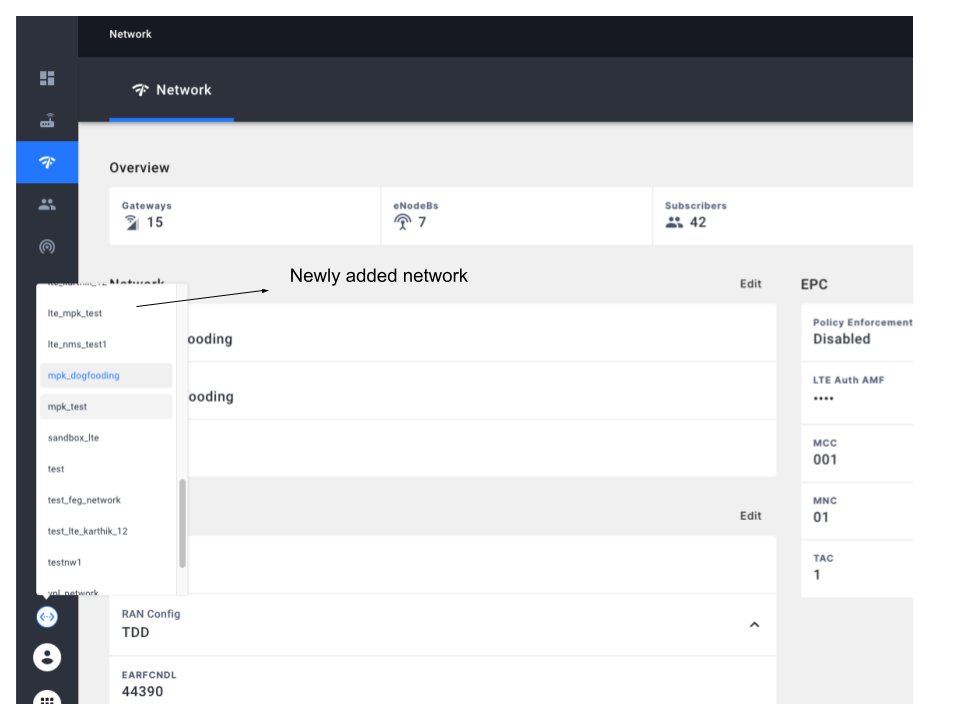 Network
Network
Overview
Gateways
15
eNodeBs
7
Subscribers
42
Network
Edit
Newly added network
lte_mpk_test
lte_nms_test1
mpk_dogfooding
mpk_test
sandbox_lte
test
test_feg_network
test_lte_karthik_12
testnw1
ooding
ooding
EPC
Policy Enforcement
Disabled
LTE Auth AMF
••••
MCC
001
MNC
01
TAC
1
Edit
RAN Config
TDD
EARFCNDL
44390